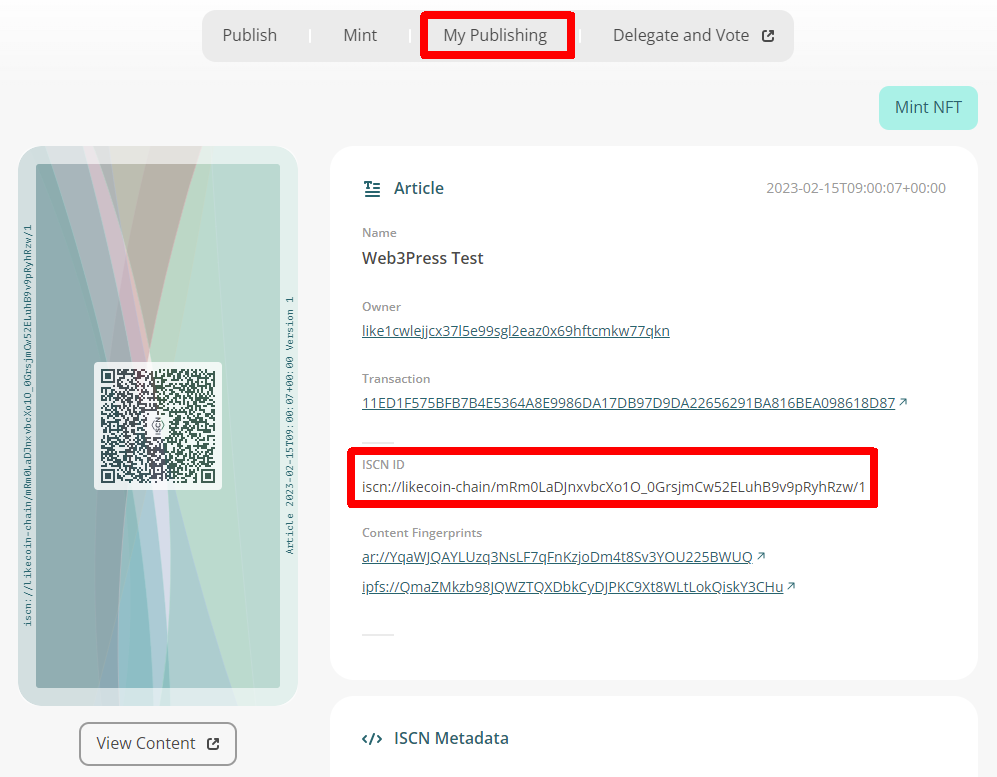 Publish
Mint
My Publishing
Delegate and Vote
Mint NFT
iscn://likecoin-chain/mRm0LaDJnxvbcXo1O_0GrsjmCw52ELuhB9v9pRyhRzw/1
ISCN
Article 2023-02-15T09:00:07+00:00 Version 1
View Content
Article
2023-02-15T09:00:07+00:00
Name
Web3Press Test
Owner
like1cwlejjcx37l5e99sgl2eaz0x69hftcmkw77qkn
Transaction
11ED1F575BFB7B4E5364A8E9986DA17DB97D9DA22656291BA816BEA098618D87
ISCN ID
iscn://likecoin-chain/mRm0LaDJnxvbcXo1O_0GrsjmCw52ELuhB9v9pRyhRzw/1
Content Fingerprints
ar://YqaWJQAYLUzq3NsLF7qFnKzjoDm4t8Sv3YOU225BWUQ
ipfs://QmaZMkzb98JQWZTQXDbkCyDJPKC9Xt8WLtLokQiskY3CHu
ISCN Metadata